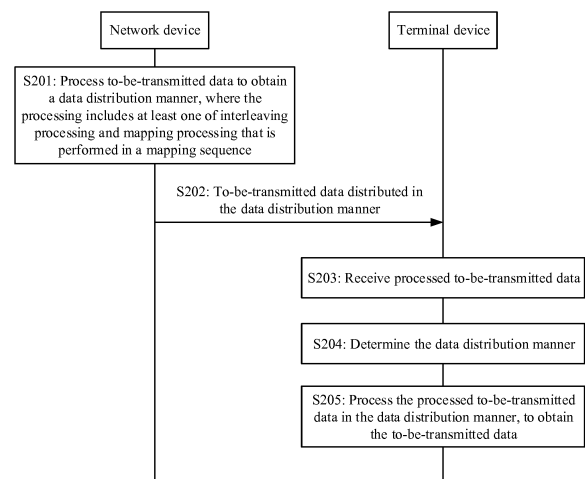 Network device
Terminal device
S201: Process to-be-transmitted data to obtain
a data distribution manner, where the
processing includes at least one of interleaving
processing and mapping processing that is
performed in a mapping sequence
S202: To-be-transmitted data distributed in
the data distribution manner
S203: Receive processed to-be-transmitted data
S204: Determine the data distribution manner
S205: Process the processed to-be-transmitted
data in the data distribution manner, to obtain
the to-be-transmitted data